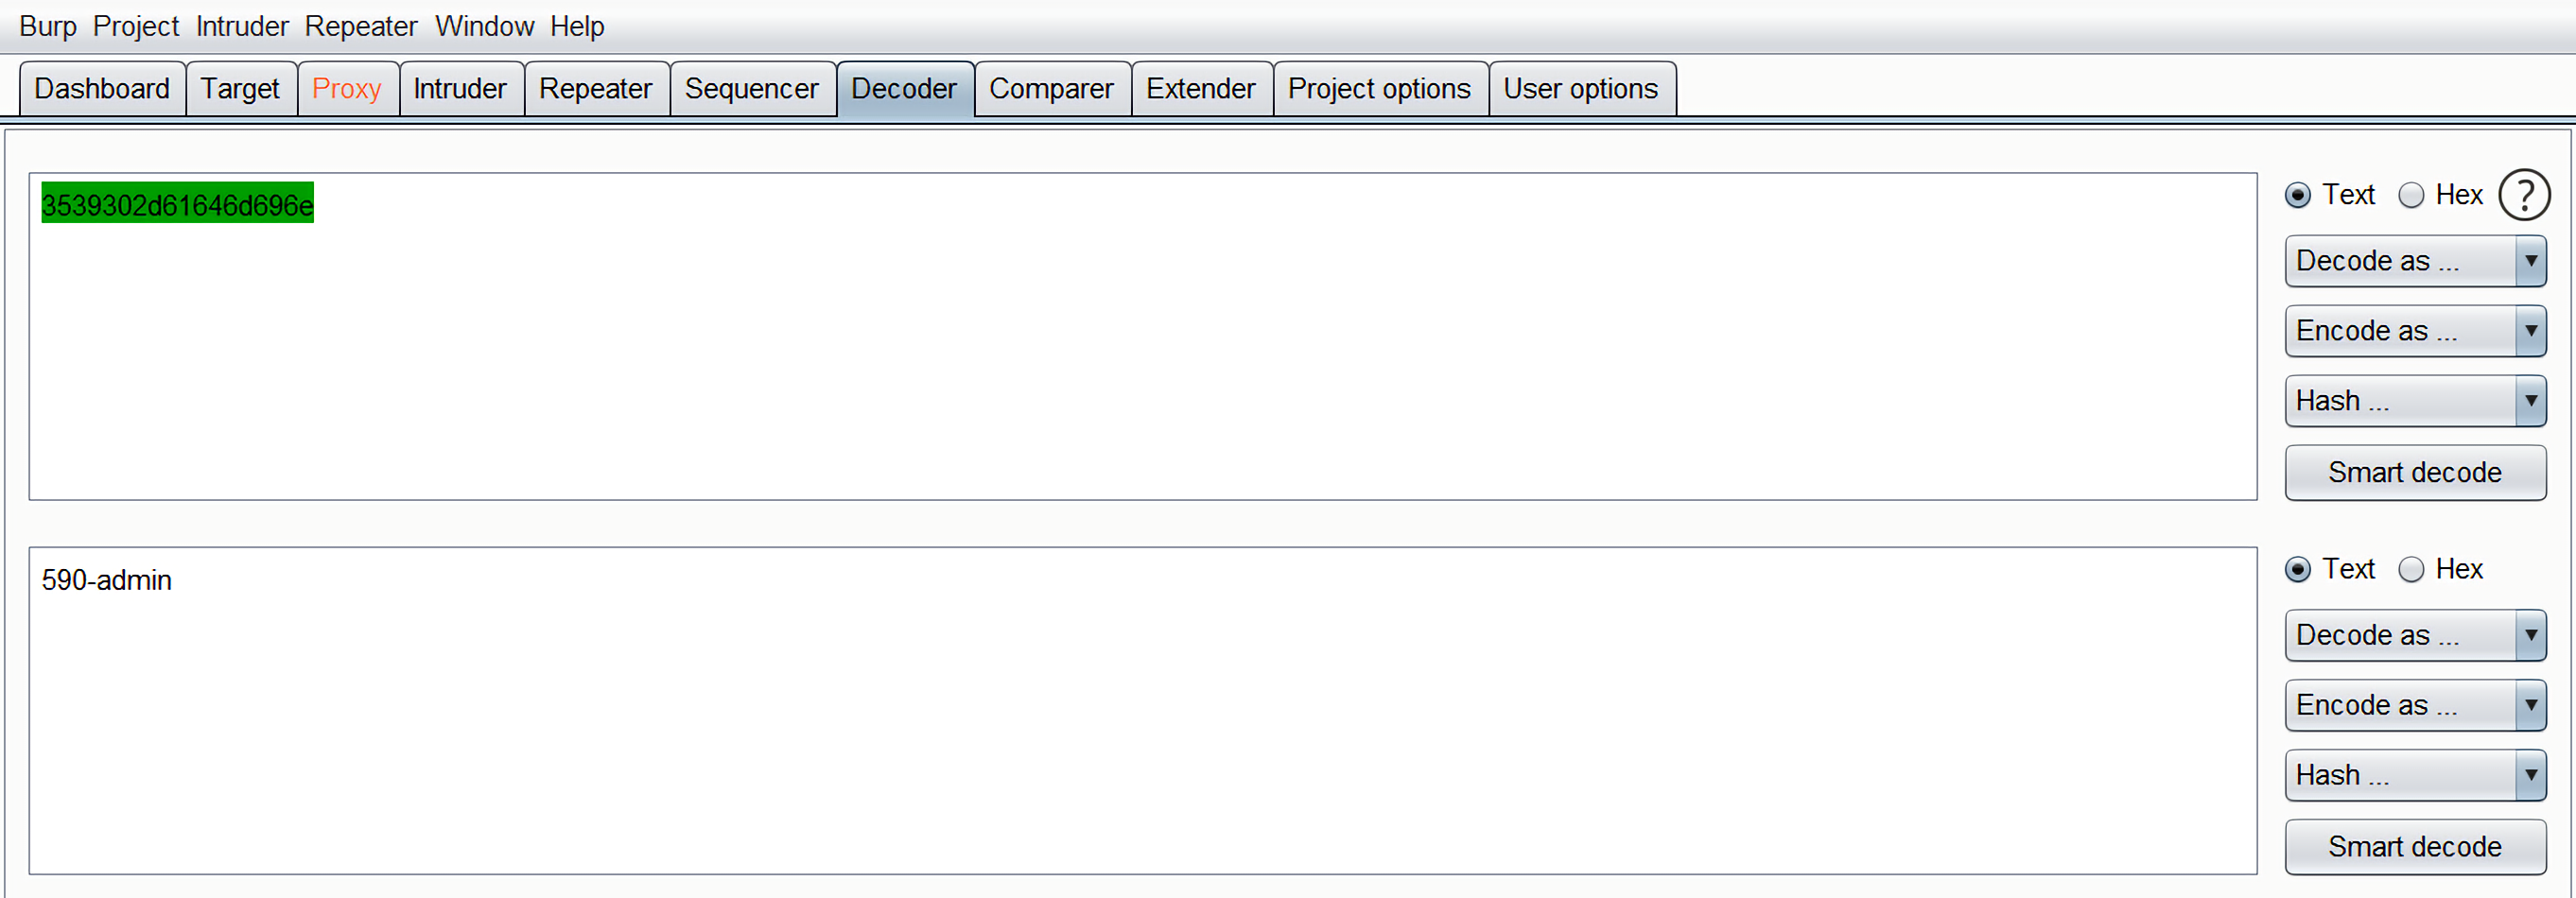 Burp Project Intruder Repeater Window Help
Dashboard Target Proxy Intruder Repeater Sequencer Decoder Comparer Extender Project options User options
3539302d61646d696e
Text Hex ?
Decode as ...
Encode as ...
Hash ...
Smart decode
590-admin
Text Hex
Decode as ...
Encode as ...
Hash ...
Smart decode